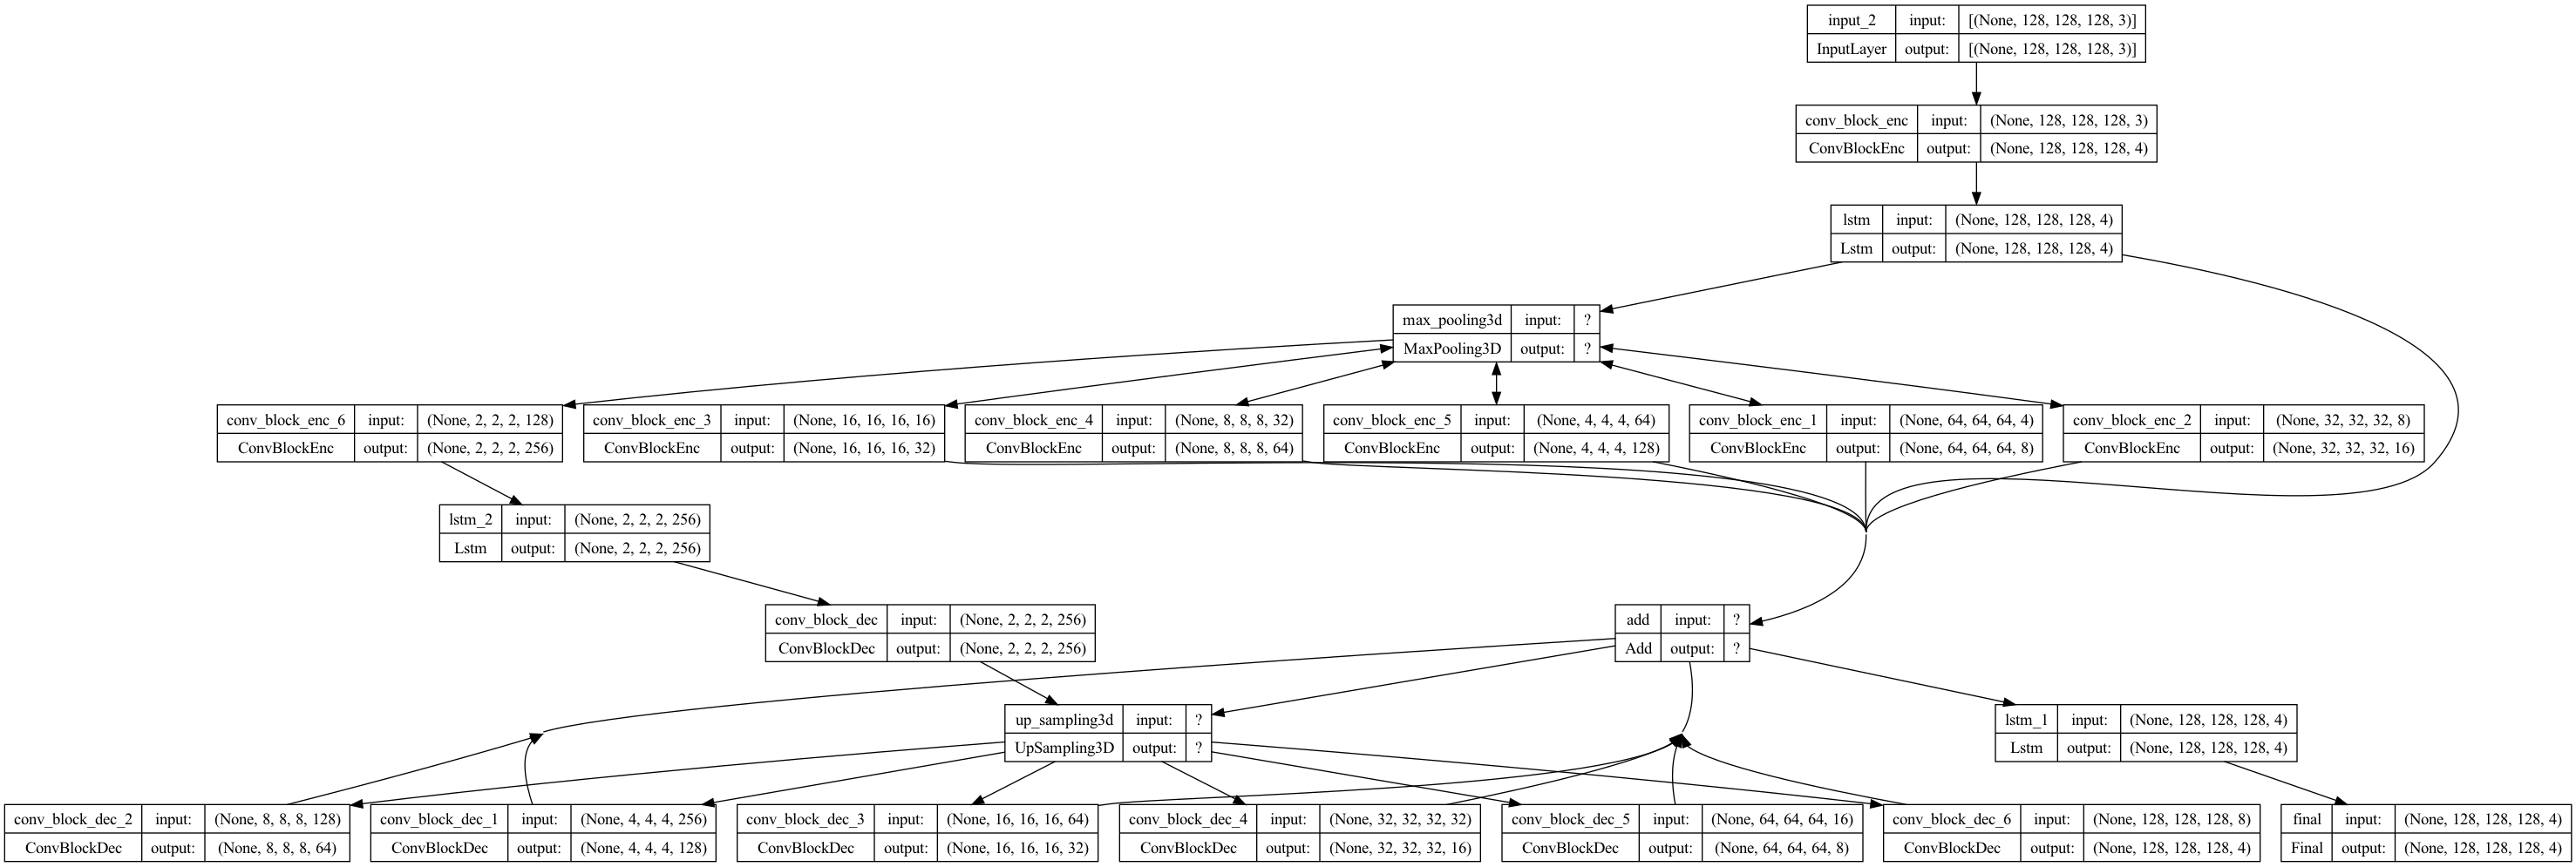 input_2 input: [(None, 128, 128, 128, 3)]
InputLayer output: [(None, 128, 128, 128, 3)]
conv_block_enc input: (None, 128, 128, 128, 3)
ConvBlockEnc output: (None, 128, 128, 128, 4)
lstm input: (None, 128, 128, 128, 4)
Lstm output: (None, 128, 128, 128, 4)
max_pooling3d input: ?
MaxPooling3D output: ?
conv_block_enc_6 input: (None, 2, 2, 2, 128)
ConvBlockEnc output: (None, 2, 2, 2, 256)
conv_block_enc_3 input: (None, 16, 16, 16, 16)
ConvBlockEnc output: (None, 16, 16, 16, 32)
conv_block_enc_4 input: (None, 8, 8, 8, 32)
ConvBlockEnc output: (None, 8, 8, 8, 64)
conv_block_enc_5 input: (None, 4, 4, 4, 64)
ConvBlockEnc output: (None, 4, 4, 4, 128)
conv_block_enc_1 input: (None, 64, 64, 64, 4)
ConvBlockEnc output: (None, 64, 64, 64, 8)
conv_block_enc_2 input: (None, 32, 32, 32, 8)
ConvBlockEnc output: (None, 32, 32, 32, 16)
lstm_2 input: (None, 2, 2, 2, 256)
Lstm output: (None, 2, 2, 2, 256)
conv_block_dec input: (None, 2, 2, 2, 256)
ConvBlockDec output: (None, 2, 2, 2, 256)
add input: ?
Add output: ?
up_sampling3d input: ?
UpSampling3D output: ?
lstm_1 input: (None, 128, 128, 128, 4)
Lstm output: (None, 128, 128, 128, 4)
conv_block_dec_2 input: (None, 8, 8, 8, 128)
ConvBlockDec output: (None, 8, 8, 8, 64)
conv_block_dec_1 input: (None, 4, 4, 4, 256)
ConvBlockDec output: (None, 4, 4, 4, 128)
conv_block_dec_3 input: (None, 16, 16, 16, 64)
ConvBlockDec output: (None, 16, 16, 16, 32)
conv_block_dec_4 input: (None, 32, 32, 32, 32)
ConvBlockDec output: (None, 32, 32, 32, 16)
conv_block_dec_5 input: (None, 64, 64, 64, 16)
ConvBlockDec output: (None, 64, 64, 64, 8)
conv_block_dec_6 input: (None, 128, 128, 128, 8)
ConvBlockDec output: (None, 128, 128, 128, 4)
final input: (None, 128, 128, 128, 4)
Final output: (None, 128, 128, 128, 4)